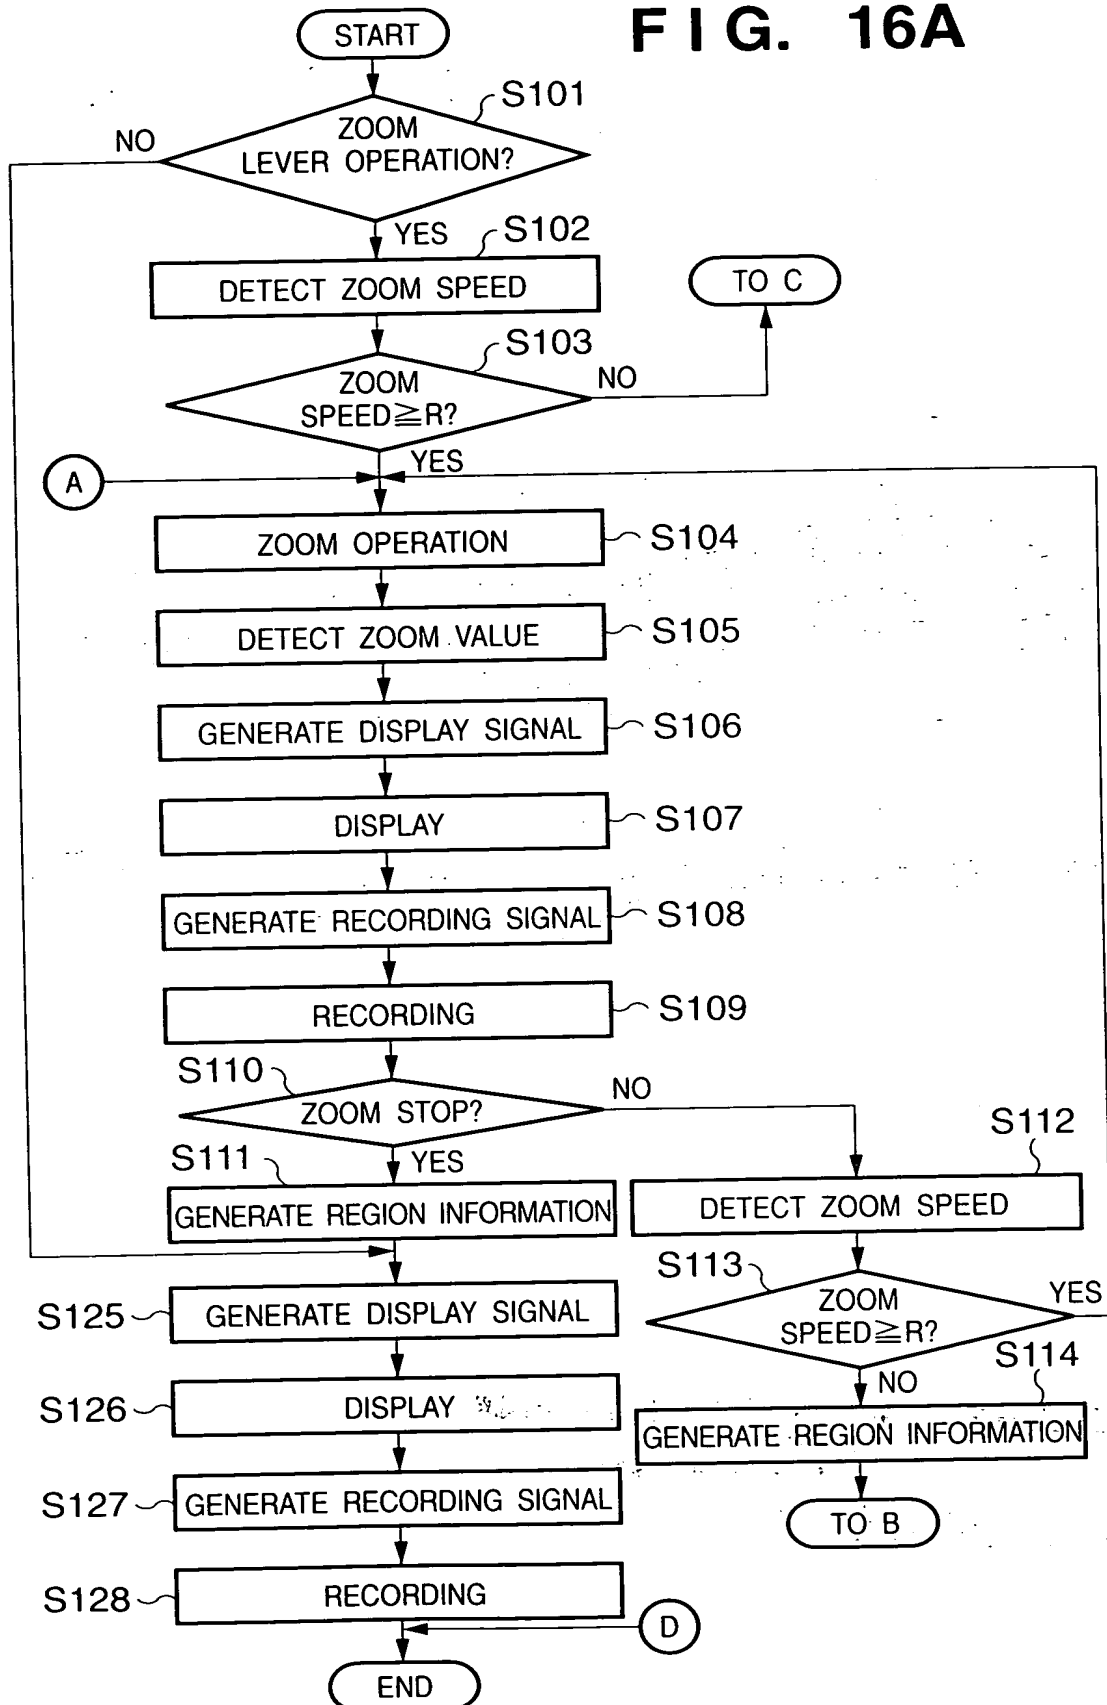 FIG. 16A
START
S101
ZOOM
LEVER OPERATION?
NO
YES
S102
DETECT ZOOM SPEED
TO C
S103
ZOOM
SPEED≧R?
NO
YES
A
ZOOM OPERATION
S104
DETECT ZOOM VALUE
S105
GENERATE DISPLAY SIGNAL
S106
DISPLAY
S107
GENERATE RECORDING SIGNAL
S108
RECORDING
S109
S110
ZOOM STOP?
NO
YES
S111
GENERATE REGION INFORMATION
S112
DETECT ZOOM SPEED
S113
ZOOM
SPEED≧R?
YES
NO
S114
GENERATE REGION INFORMATION
TO B
S125
GENERATE DISPLAY SIGNAL
S126
DISPLAY
S127
GENERATE RECORDING SIGNAL
S128
RECORDING
D
END